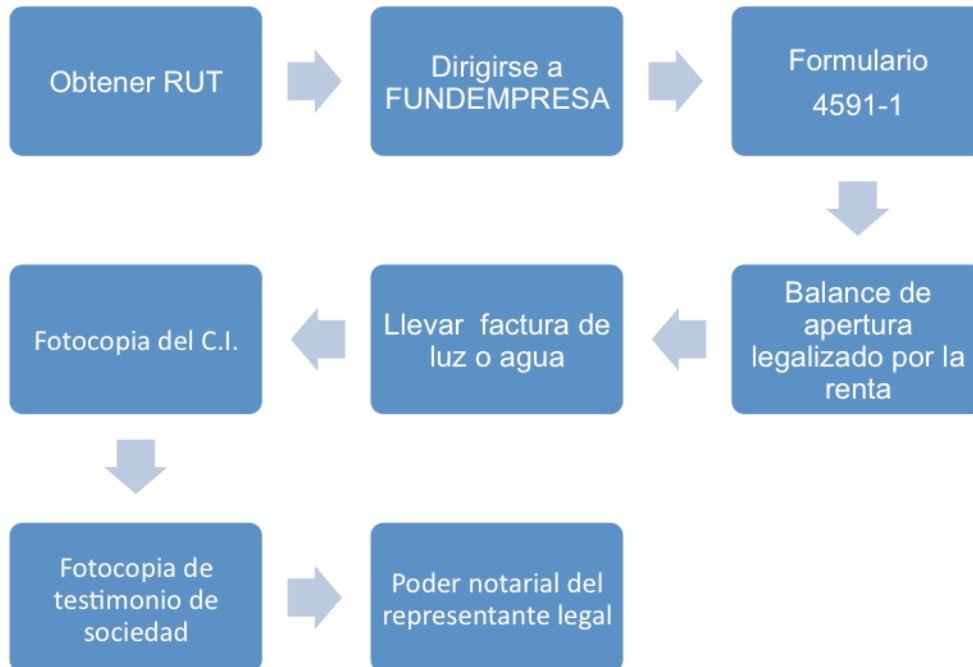 Obtener RUT
Dirigirse a
FUNDEMPRESA
Formulario
4591-1
Balance de
apertura
legalizado por la
renta
Llevar factura de
luz o agua
Fotocopia del C.I.
Fotocopia de
testimonio de
sociedad
Poder notarial del
representante legal